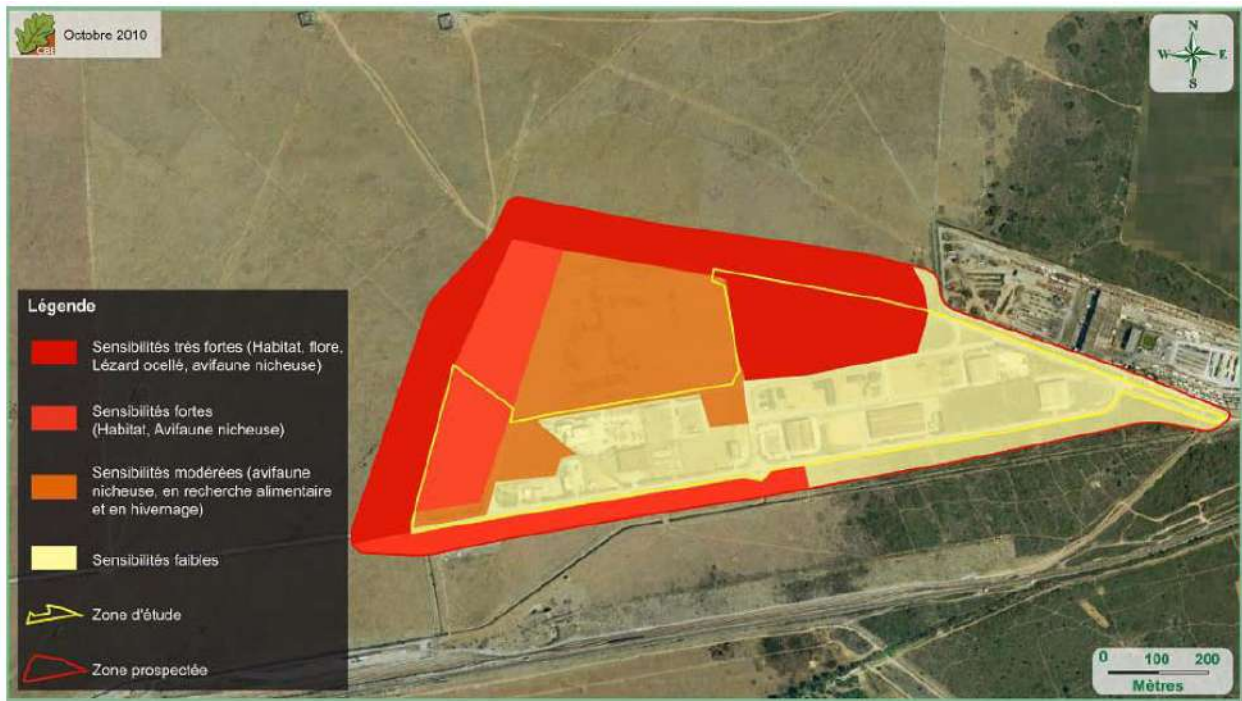 CBE
Octobre 2010
N
W E
S
Légende
Sensibilités très fortes (Habitat, flore,
Lézard ocellé, avifaune nicheuse)
Sensibilités fortes
(Habitat, Avifaune nicheuse)
Sensibilités modérées (avifaune
nicheuse, en recherche alimentaire
et en hivernage)
Sensibilités faibles
Zone d'étude
Zone prospectée
0 100 200
Mètres